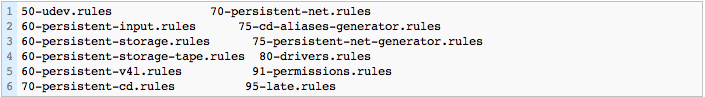 1 50-udev.rules 70-persistent-net.rules
2 60-persistent-input.rules 75-cd-aliases-generator.rules
3 60-persistent-storage.rules 75-persistent-net-generator.rules
4 60-persistent-storage-tape.rules 80-drivers.rules
5 60-persistent-v4l.rules 91-permissions.rules
6 70-persistent-cd.rules 95-late.rules